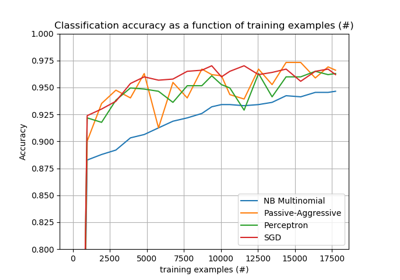 Classification accuracy as a function of training examples (#)
1.000
0.975
0.950
0.925
0.900
0.875
0.850
0.825
0.800
Accuracy
NB Multinomial
Passive-Aggressive
Perceptron
SGD
0 2500 5000 7500 10000 12500 15000 17500
training examples (#)